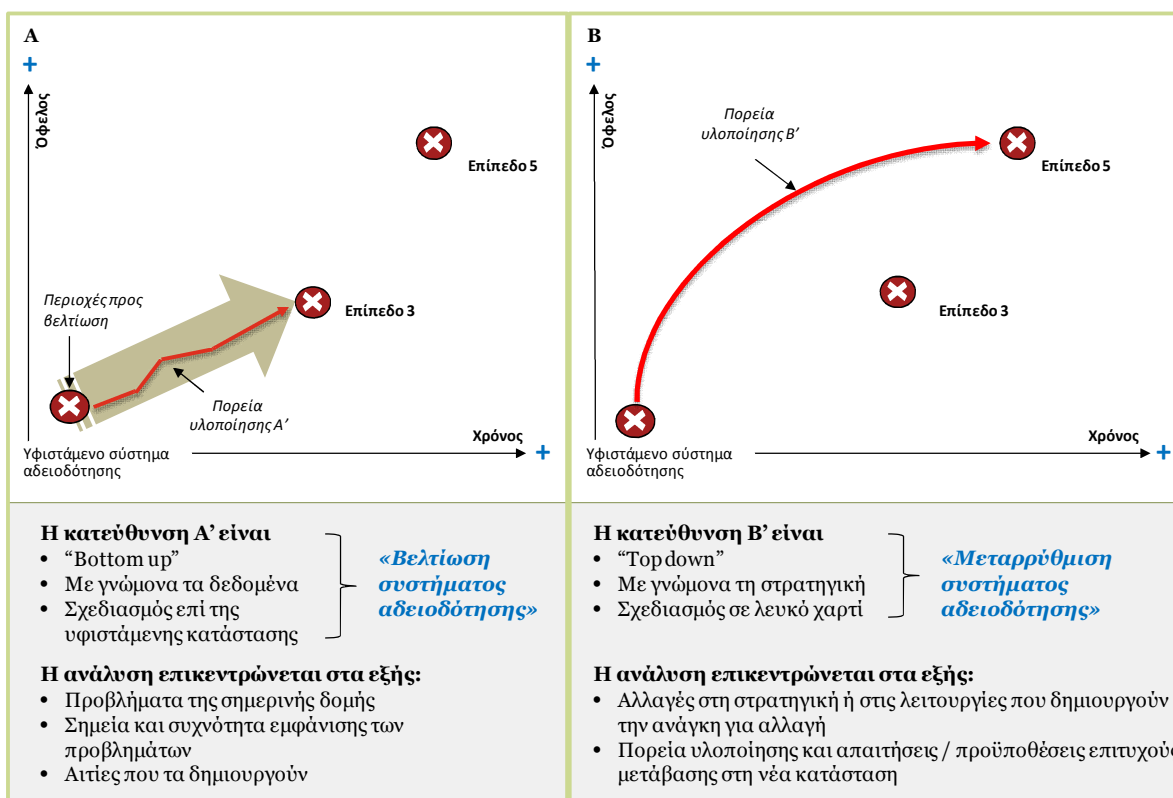 A
+
Όφελος
Επίπεδο 5
Περιοχές προς
βελτίωση
Επίπεδο 3
Πορεία
υλοποίησης Α’
Χρόνος
+
Υφιστάμενο σύστημα
αδειοδότησης
Η κατεύθυνση Α’ είναι
• “Bottom up”
• Με γνώμονα τα δεδομένα
• Σχεδιασμός επί της
υφιστάμενης κατάστασης
«Βελτίωση
συστήματος
αδειοδότησης»
Η ανάλυση επικεντρώνεται στα εξής:
• Προβλήματα της σημερινής δομής
• Σημεία και συχνότητα εμφάνισης των
προβλημάτων
• Αιτίες που τα δημιουργούν
B
+
Όφελος
Πορεία
υλοποίησης Β’
Επίπεδο 5
Επίπεδο 3
Χρόνος
+
Υφιστάμενο σύστημα
αδειοδότησης
Η κατεύθυνση Β’ είναι
• “Top down”
• Με γνώμονα τη στρατηγική
• Σχεδιασμός σε λευκό χαρτί
«Μεταρρύθμιση
συστήματος
αδειοδότησης»
Η ανάλυση επικεντρώνεται στα εξής:
• Αλλαγές στη στρατηγική ή στις λειτουργίες που δημιουργούν
την ανάγκη για αλλαγή
• Πορεία υλοποίησης και απαιτήσεις / προϋποθέσεις επιτυχούς
μετάβασης στη νέα κατάσταση